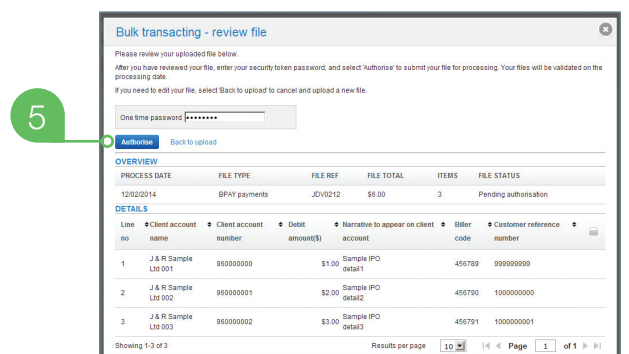 Bulk transacting - review file
Please review your uploaded file below.
After you have reviewed your file, enter your security token password, and select 'Authorise' to submit your file for processing. Your files will be validated on the
processing date.
If you need to edit your file, select 'Back to upload' to cancel and upload a new file.
5
One time password ••••••••
Authorise Back to upload
OVERVIEW
PROCESS DATE FILE TYPE FILE REF FILE TOTAL ITEMS FILE STATUS
12/02/2014 BPAY payments JDV0212 $6.00 3 Pending authorisation
DETAILS
Line Client account Client account Debit Narrative to appear on client Biller Customer reference
no name number amount($) account code number
1 J & R Sample Ltd 001 960000000 $1.00 Sample IPO detail1 456789 999999999
2 J & R Sample Ltd 002 960000001 $2.00 Sample IPO detail2 456790 1000000000
3 J & R Sample Ltd 003 960000002 $3.00 Sample IPO detail3 456791 1000000001
Showing 1-3 of 3 Results per page 10 Page 1 of 1